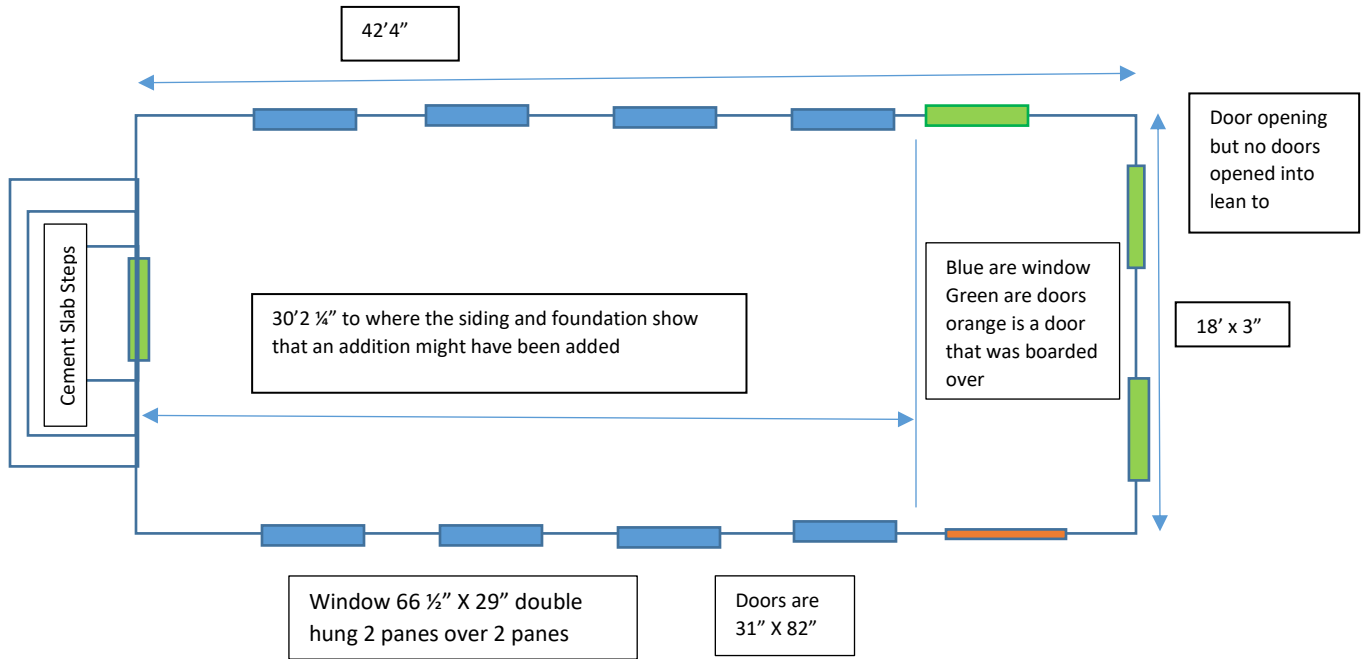 42’4”
Door opening
but no doors
opened into
lean to
Cement Slab Steps
30’2 ¼” to where the siding and foundation show
that an addition might have been added
Blue are window
Green are doors
orange is a door
that was boarded
over
18’ x 3”
Window 66 ½” X 29” double
hung 2 panes over 2 panes
Doors are
31” X 82”